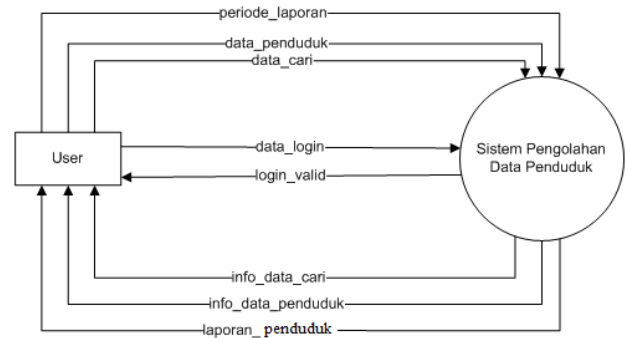 periode_laporan
data_penduduk
data_cari
User
data_login
login_valid
Sistem Pengolahan
Data Penduduk
info_data_cari
info_data_penduduk
laporan_ penduduk